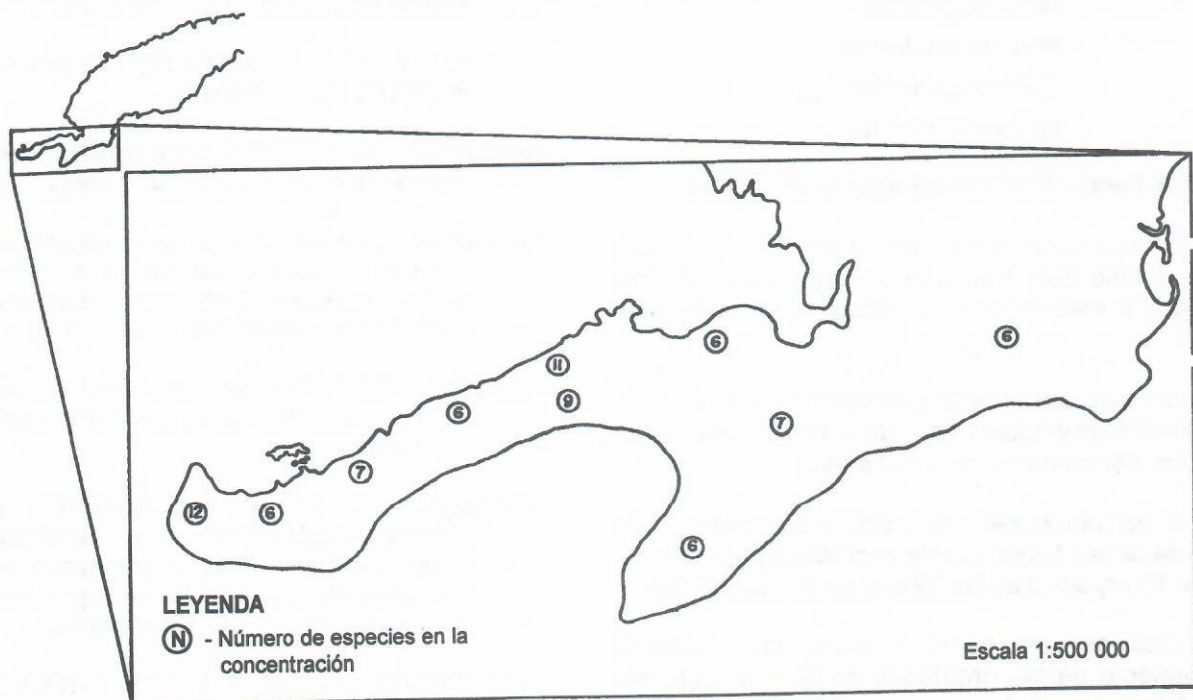 6
11
6
9
6
7
7
12
6
6
LEYENDA
N - Número de especies en la
concentración
Escala 1:500 000